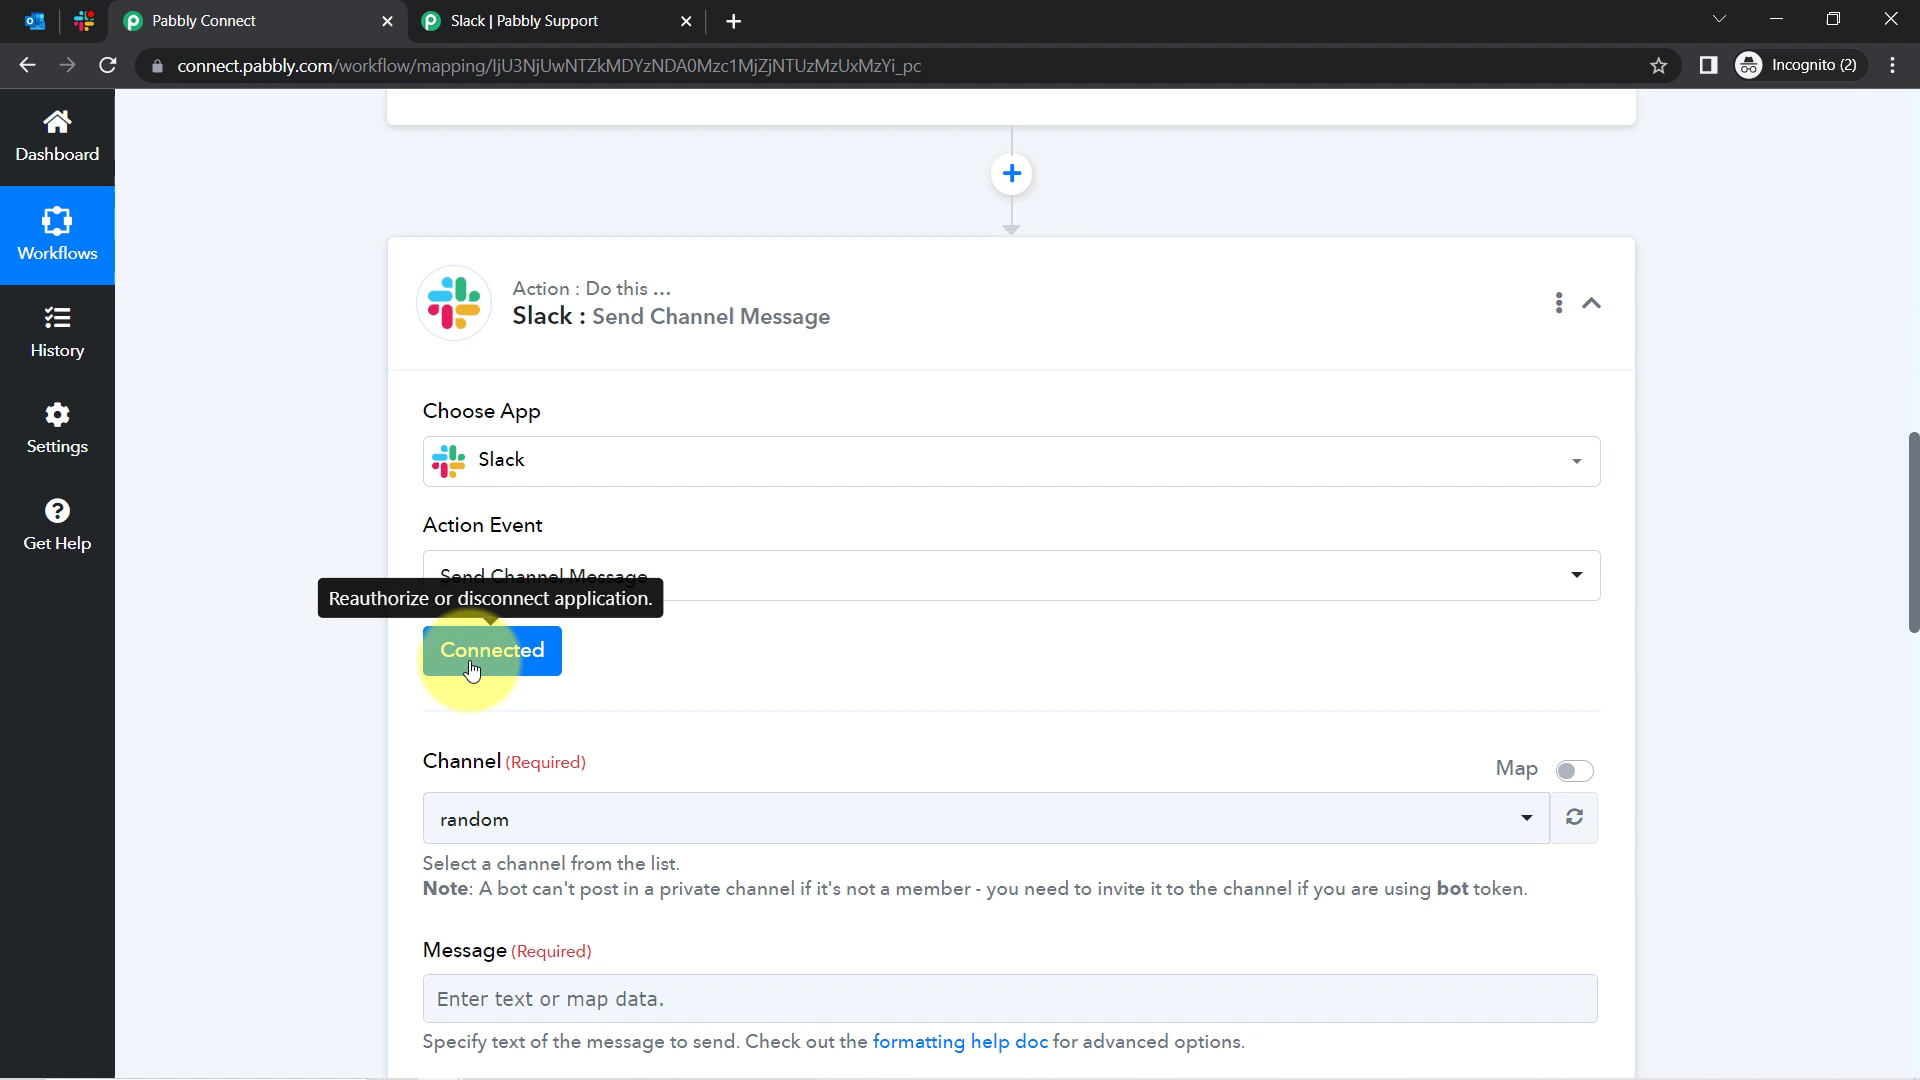 Pabbly Connect
Slack | Pabbly Support
connect.pabbly.com/workflow/mapping/IjU3NjUwNTZkMDYzNDA0Mzc1MjZjNTUzMzUxMzYi_pc
Incognito (2)
Dashboard
Workflows
History
Settings
Get Help
Action : Do this ...
Slack : Send Channel Message
Choose App
Slack
Action Event
Send Channel Message
Reauthorize or disconnect application.
Connected
Channel (Required)
Map
random
Select a channel from the list.
Note: A bot can't post in a private channel if it's not a member - you need to invite it to the channel if you are using bot token.
Message (Required)
Enter text or map data.
Specify text of the message to send. Check out the formatting help doc for advanced options.